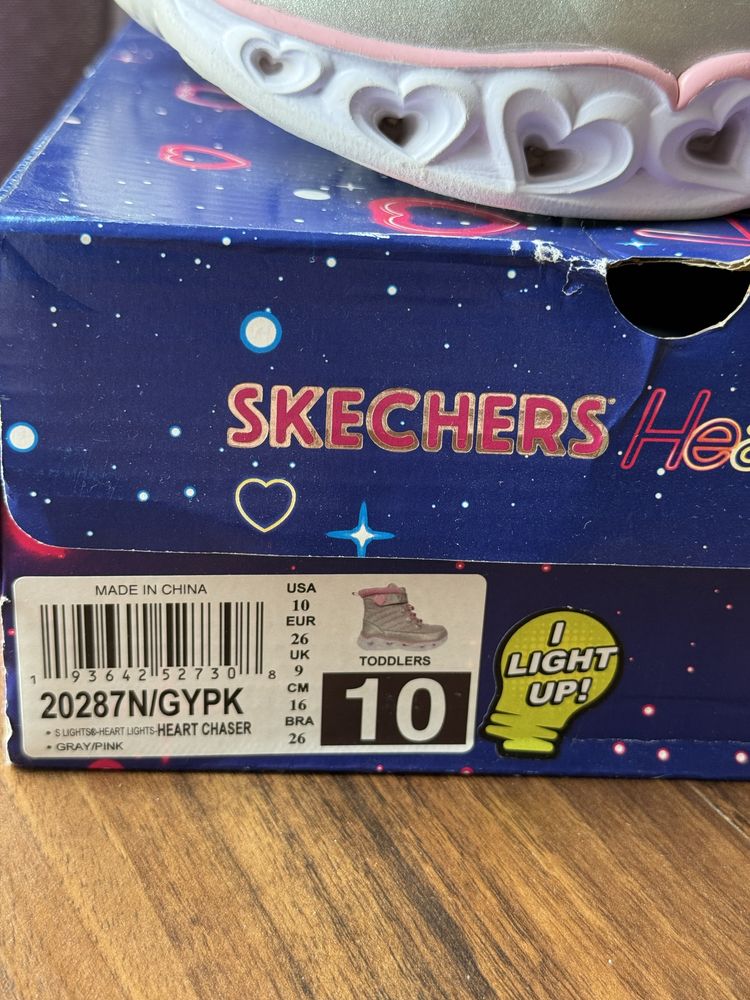 SKECHERS
MADE IN CHINA
1 93642 52730 8
20287N/GYPK
• S LIGHTS®-HEART LIGHTS-HEART CHASER
• GRAY/PINK
USA
10
EUR
26
UK
9
CM
16
BRA
26
TODDLERS
10
I
LIGHT
UP!